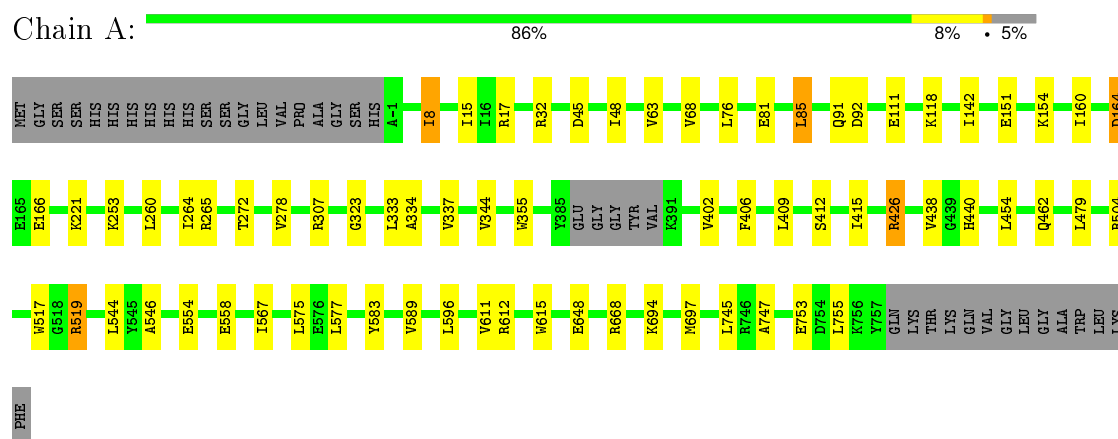 Chain A:
86% 8% • 5%
MET GLY SER SER HIS HIS HIS HIS HIS HIS SER SER GLY LEU VAL PRO ALA GLY SER HIS A-1 I8 I15 I16 R17 R32 D45 I48 V63 V68 L76 E81 L85 Q91 D92 E111 K118 I142 E151 K154 I160 D164
E165 E166 K221 K253 L260 I264 R265 T272 V278 R307 G323 L333 A334 V337 V344 W355 Y385 GLU GLY GLY TYR VAL K391 V402 F406 L409 S412 I415 R426 V438 G439 H440 L454 Q462 L479 R504
W517 G518 R519 L544 Y545 A546 E554 E558 I567 L575 E576 L577 Y583 V589 L596 V611 R612 W615 E648 R668 K694 M697 L745 R746 A747 E753 D754 L755 K756 Y757 GLN LYS THR LYS GLN VAL GLY LEU GLY ALA TRP LEU LYS
PHE